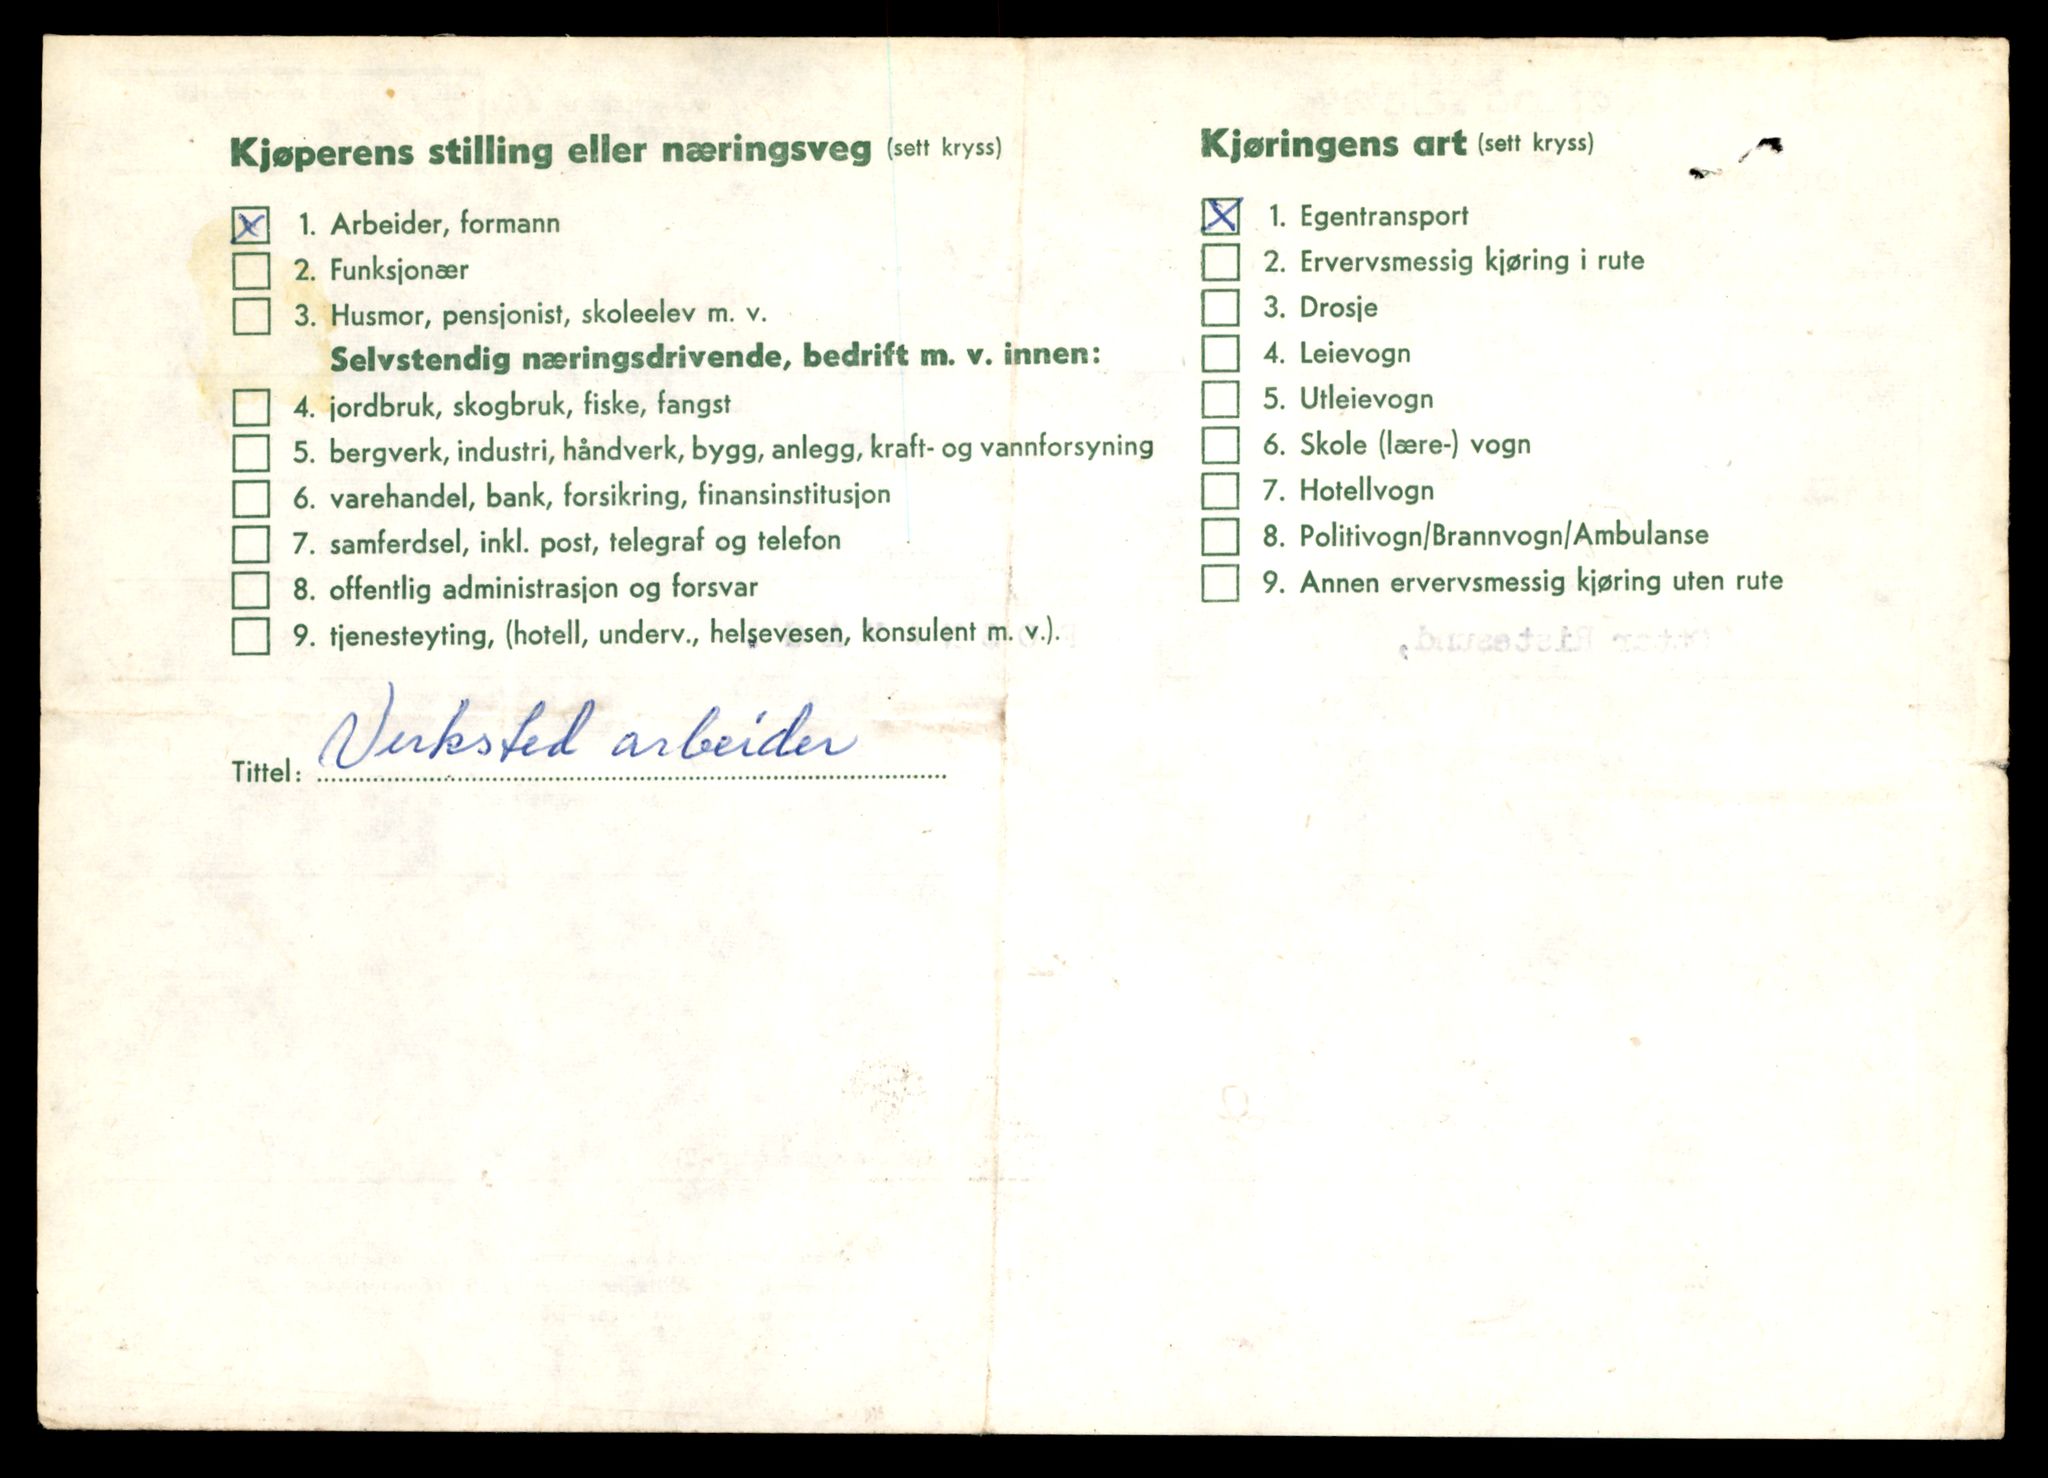 Kjøperens stilling eller næringsveg (sett kryss)
1. Arbeider, formann
2. Funksjonær
3. Husmor, pensjonist, skoleelev m. v.
Selvstendig næringsdrivende, bedrift m. v. innen:
4. jordbruk, skogbruk, fiske, fangst
5. bergverk, industri, håndverk, bygg, anlegg, kraft- og vannforsyning
6. varehandel, bank, forsikring, finansinstitusjon
7. samferdsel, inkl. post, telegraf og telefon
8. offentlig administrasjon og forsvar
9. tjenesteyting, (hotell, underv., helsevesen, konsulent m. v.).
Tittel: Verksted arbeider
Kjøringens art (sett kryss)
1. Egentransport
2. Ervervsmessig kjøring i rute
3. Drosje
4. Leievogn
5. Utleievogn
6. Skole (lære-) vogn
7. Hotellvogn
8. Politivogn/Brannvogn/Ambulanse
9. Annen ervervsmessig kjøring uten rute